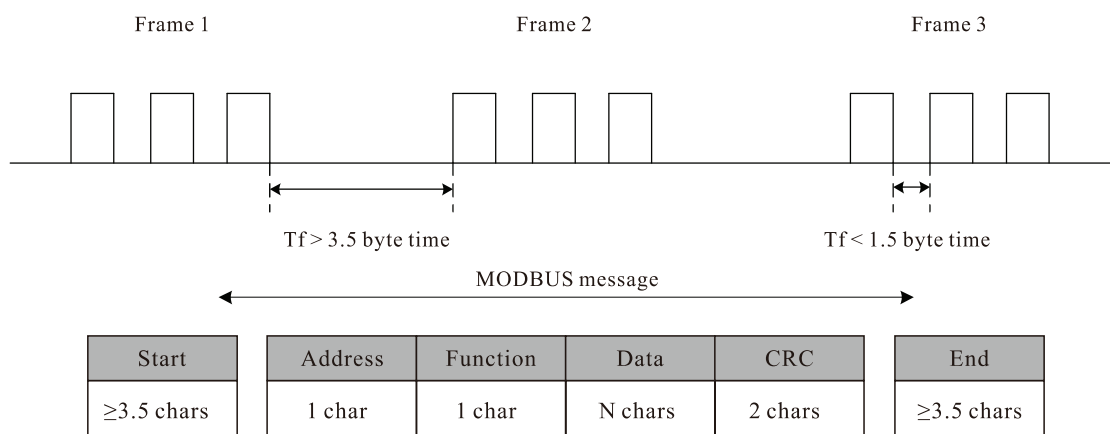 Frame 1 Frame 2 Frame 3
Tf > 3.5 byte time Tf < 1.5 byte time
MODBUS message
Start Address Function Data CRC End
≥3.5 chars 1 char 1 char N chars 2 chars ≥3.5 chars